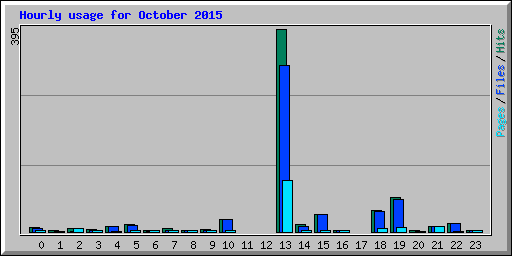 Hourly usage for October 2015
395
Pages/Files/Hits
0 1 2 3 4 5 6 7 8 9 10 11 12 13 14 15 16 17 18 19 20 21 22 23